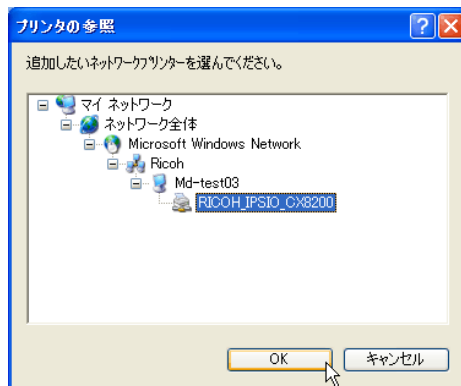 プリンタの参照
追加したいネットワークプリンターを選んでください。
マイ ネットワーク
ネットワーク全体
Microsoft Windows Network
Ricoh
Md-test03
RICOH_IPSIO_CX8200
OK
キャンセル